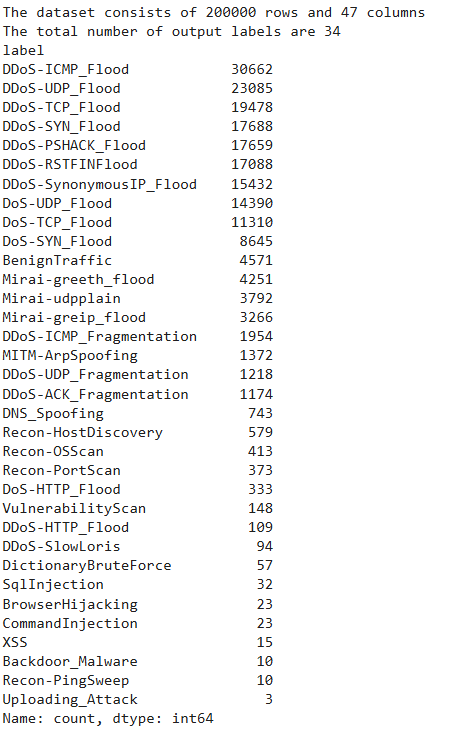 The dataset consists of 200000 rows and 47 columns
The total number of output labels are 34
label
DDoS-ICMP_Flood 30662
DDoS-UDP_Flood 23085
DDoS-TCP_Flood 19478
DDoS-SYN_Flood 17688
DDoS-PSHACK_Flood 17659
DDoS-RSTFINFlood 17088
DDoS-SynonymousIP_Flood 15432
DoS-UDP_Flood 14390
DoS-TCP_Flood 11310
DoS-SYN_Flood 8645
BenignTraffic 4571
Mirai-greeth_flood 4251
Mirai-udpplain 3792
Mirai-greip_flood 3266
DDoS-ICMP_Fragmentation 1954
MITM-ArpSpoofing 1372
DDoS-UDP_Fragmentation 1218
DDoS-ACK_Fragmentation 1174
DNS_Spoofing 743
Recon-HostDiscovery 579
Recon-OSScan 413
Recon-PortScan 373
DoS-HTTP_Flood 333
VulnerabilityScan 148
DDoS-HTTP_Flood 109
DDoS-SlowLoris 94
DictionaryBruteForce 57
SqlInjection 32
BrowserHijacking 23
CommandInjection 23
XSS 15
Backdoor_Malware 10
Recon-PingSweep 10
Uploading_Attack 3
Name: count, dtype: int64